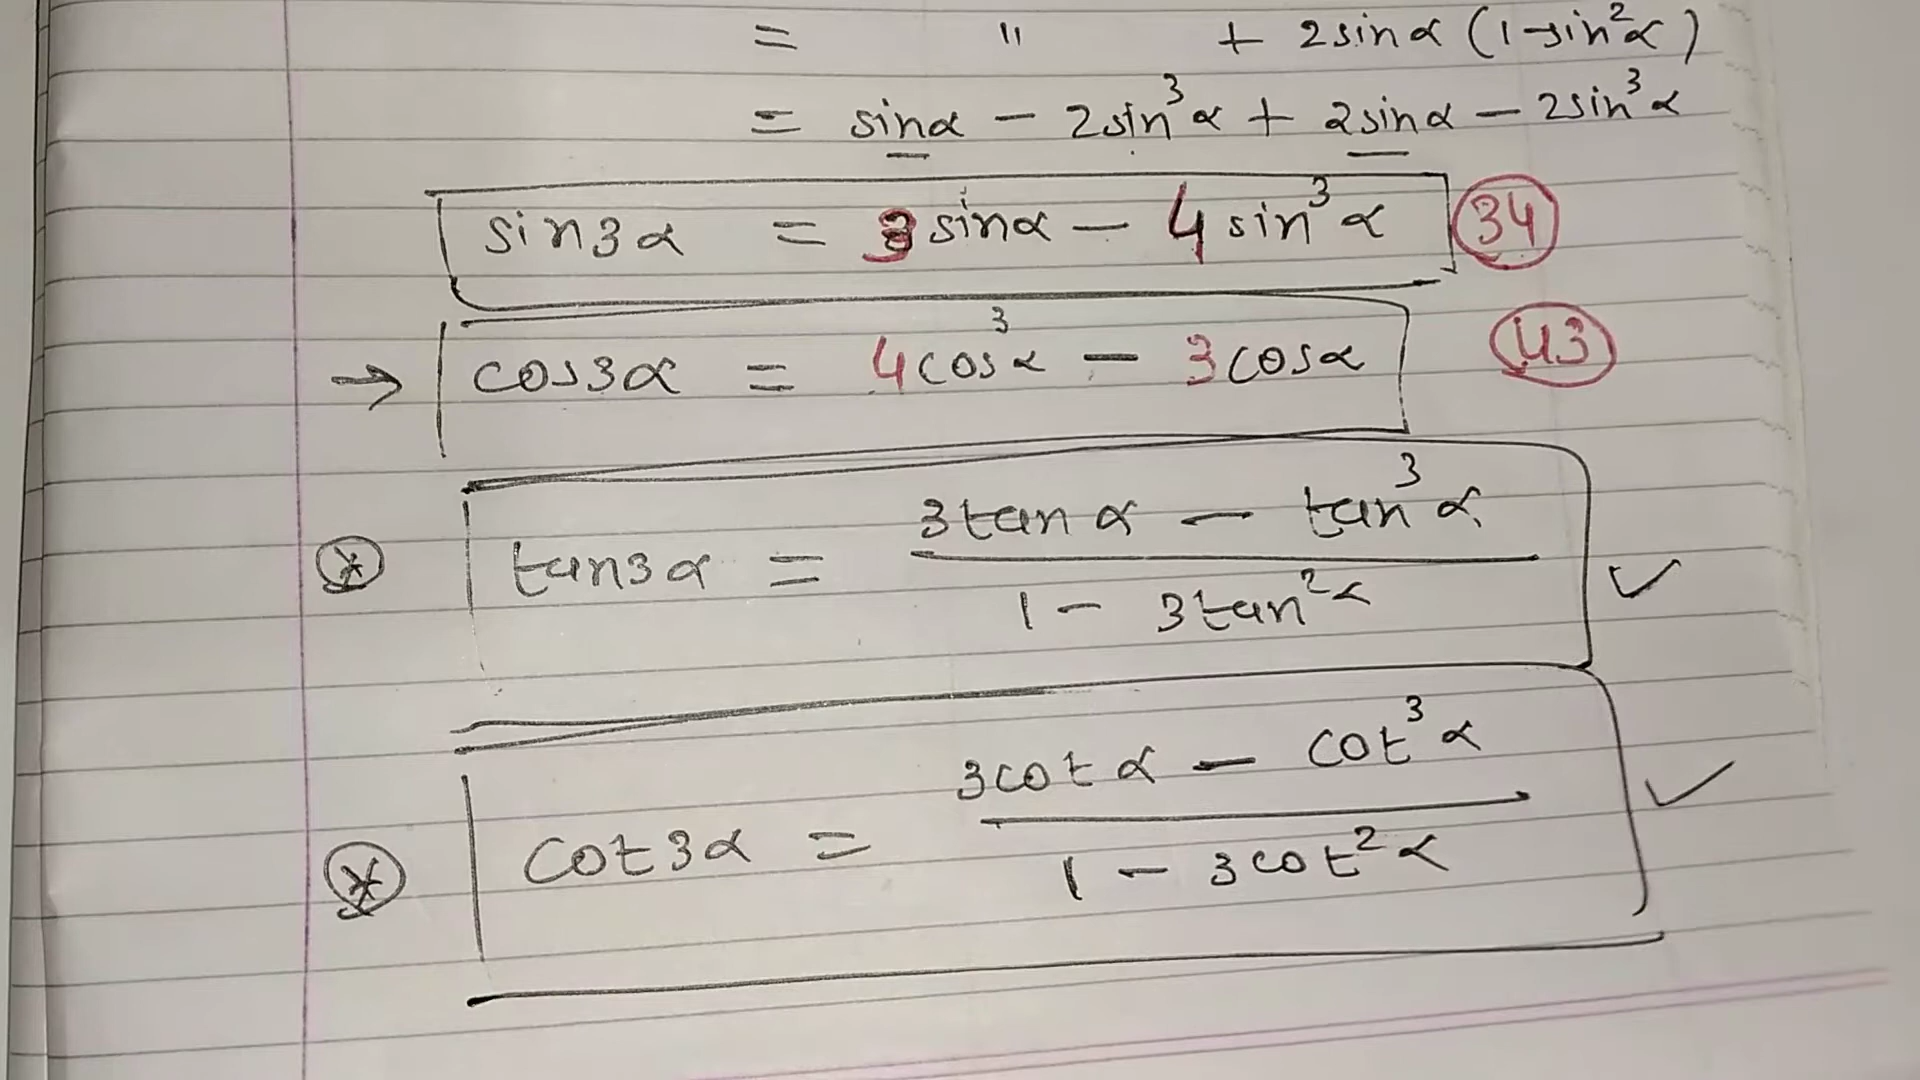 = " + 2sinα (1-sin²α)
= sinα - 2sin³α + 2sinα - 2sin³α
sin3α = 3sinα - 4sin³α (34)
→ cos3α = 4cos³α - 3cosα (43)
tan3α = (3tanα - tan³α) / (1 - 3tan²α) ✓
cot3α = (3cotα - cot³α) / (1 - 3cot²α) ✓